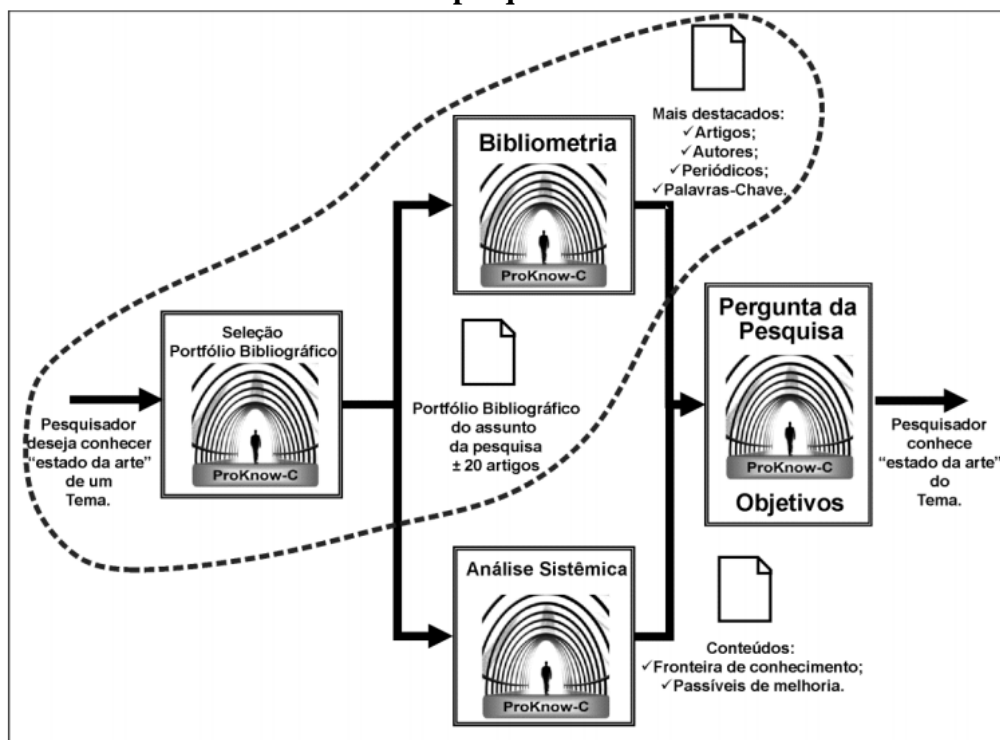 Bibliometria
ProKnow-C
Mais destacados:
✓Artigos;
✓Autores;
✓Periódicos;
✓Palavras-Chave.
Seleção
Portfólio Bibliográfico
ProKnow-C
Pesquisador
deseja conhecer
“estado da arte”
de um
Tema.
Portfólio Bibliográfico
do assunto
da pesquisa
± 20 artigos
Pergunta da
Pesquisa
ProKnow-C
Objetivos
Pesquisador
conhece
“estado da arte”
do
Tema.
Análise Sistêmica
ProKnow-C
Conteúdos:
✓Fronteira de conhecimento;
✓Passíveis de melhoria.